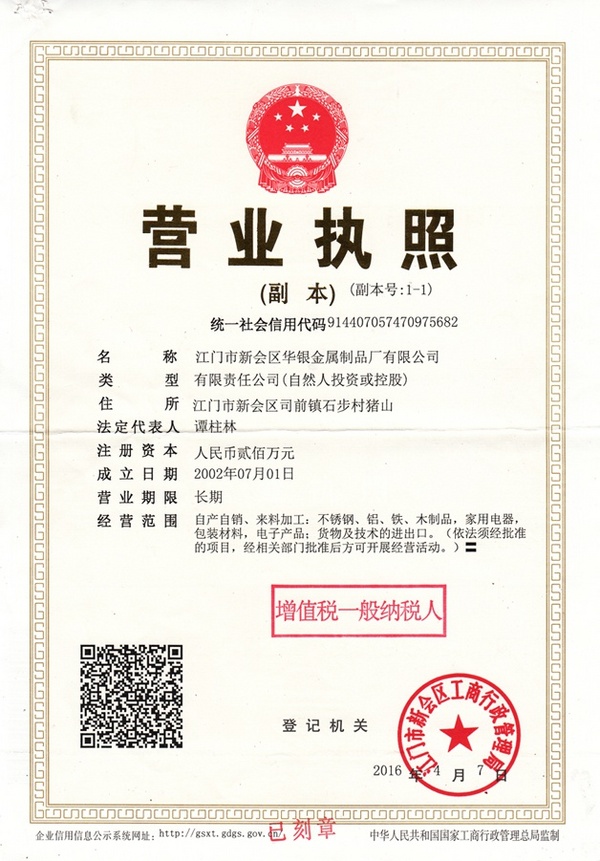 营业执照
(副 本) (副本号:1-1)
统一社会信用代码914407057470975682
名 称 江门市新会区华银金属制品厂有限公司
类 型 有限责任公司(自然人投资或控股)
住 所 江门市新会区司前镇石步村猪山
法定代表人 谭柱林
注册资本 人民币贰佰万元
成立日期 2002年07月01日
营业期限 长期
经营范围 自产自销、来料加工：不锈钢、铝、铁、木制品，家用电器，
包装材料，电子产品；货物及技术的进出口。（依法须经批准
的项目，经相关部门批准后方可开展经营活动。）〓
增值税一般纳税人
登记机关
江门市新会区工商行政管理局
2016 年 4 月 7 日
已刻章
企业信用信息公示系统网址：http://gsxt.gdgs.gov.cn/
中华人民共和国国家工商行政管理总局监制